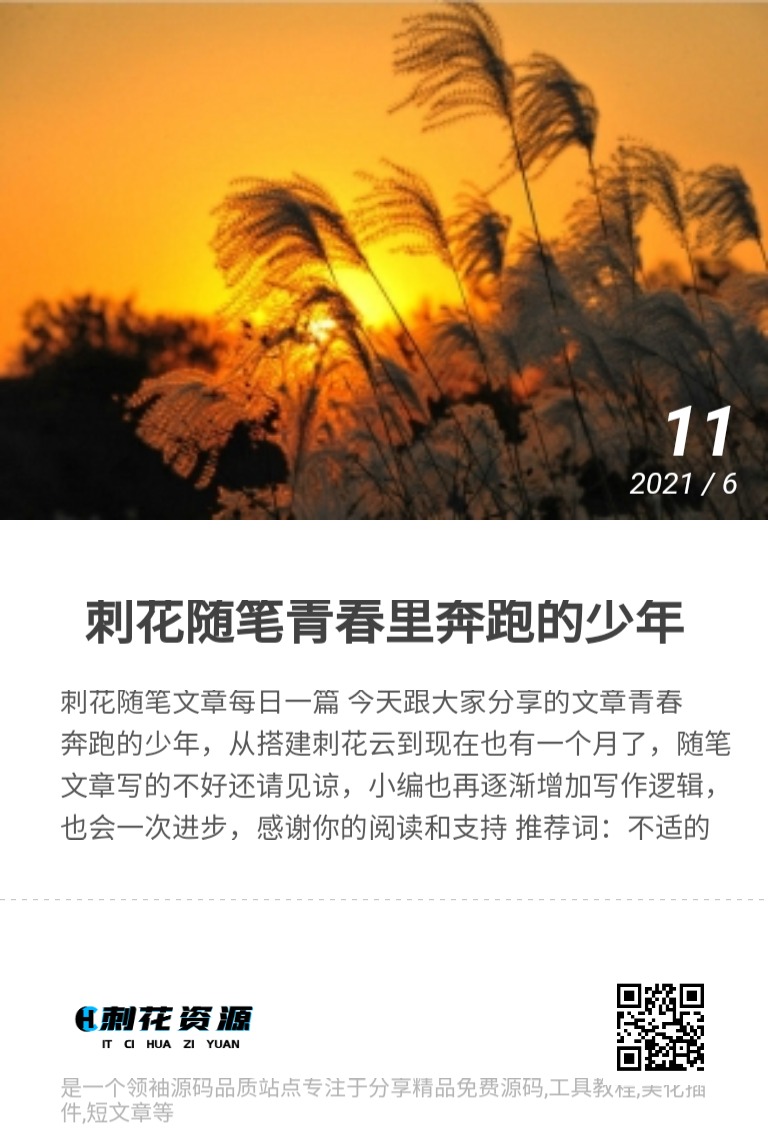 11
2021 / 6
刺花随笔青春里奔跑的少年
刺花随笔文章每日一篇 今天跟大家分享的文章青春
奔跑的少年，从搭建刺花云到现在也有一个月了，随笔
文章写的不好还请见谅，小编也再逐渐增加写作逻辑，
也会一次进步，感谢你的阅读和支持 推荐词：不适的
刺花资源
IT CI HUA ZI YUAN
是一个领袖源码品质站点专注于分享精品免费源码,工具教程,美化插
件,短文章等